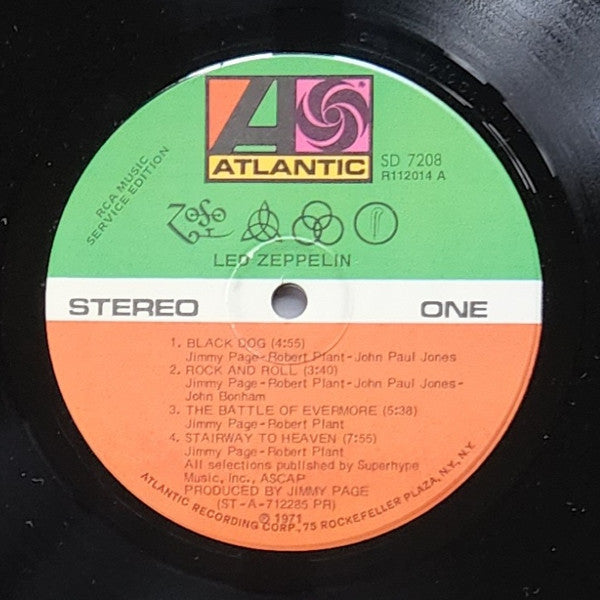 ATLANTIC
SD 7208
R112014 A
RCA MUSIC
SERVICE EDITION
LED ZEPPELIN
STEREO ONE
1. BLACK DOG (4:55)
Jimmy Page-Robert Plant-John Paul Jones
2. ROCK AND ROLL (3:40)
Jimmy Page-Robert Plant-John Paul Jones-
John Bonham
3. THE BATTLE OF EVERMORE (5:38)
Jimmy Page-Robert Plant
4. STAIRWAY TO HEAVEN (7:55)
Jimmy Page-Robert Plant
All selections published by Superhype
Music, Inc., ASCAP
PRODUCED BY JIMMY PAGE
(ST-A-712285 PR)
℗ 1971
ATLANTIC RECORDING CORP., 75 ROCKEFELLER PLAZA, N.Y., N.Y.